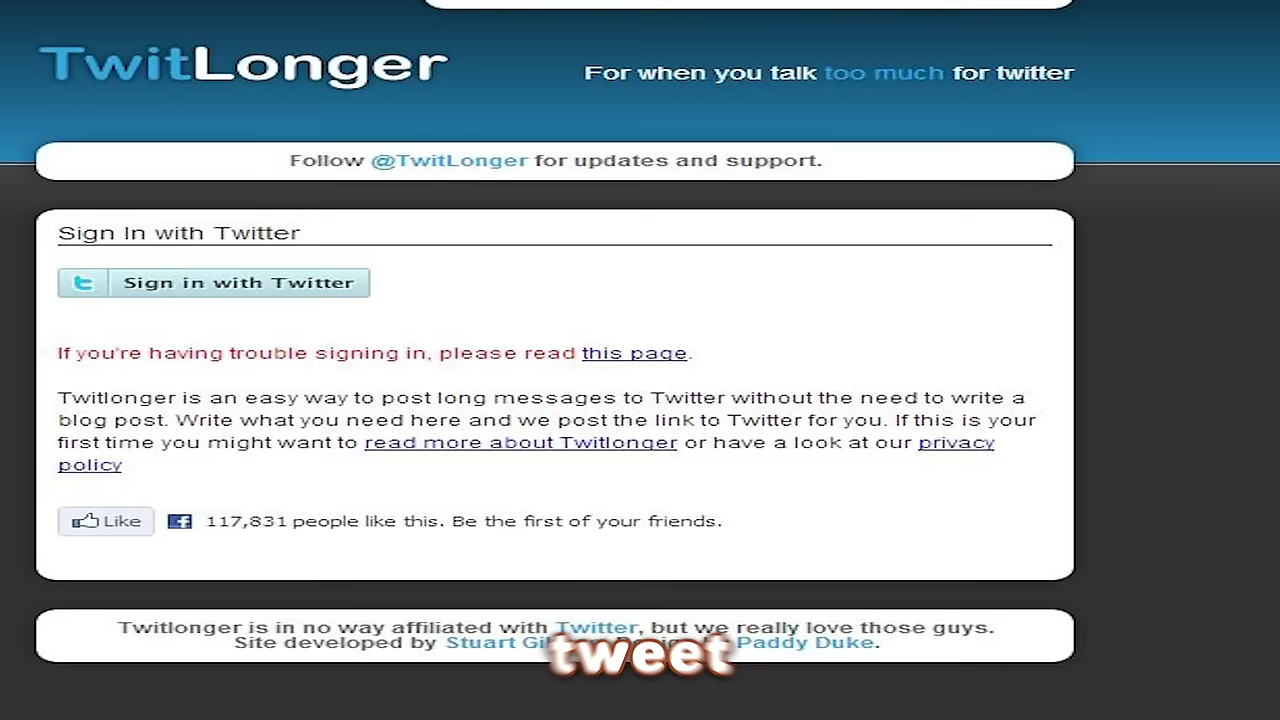 TwitLonger
For when you talk too much for twitter
Follow @TwitLonger for updates and support.
Sign In with Twitter
Sign in with Twitter
If you're having trouble signing in, please read this page.
Twitlonger is an easy way to post long messages to Twitter without the need to write a
blog post. Write what you need here and we post the link to Twitter for you. If this is your
first time you might want to read more about Twitlonger or have a look at our privacy
policy
Like
117,831 people like this. Be the first of your friends.
Twitlonger is in no way affiliated with Twitter, but we really love those guys.
Site developed by Stuart Paddy Duke.
tweet